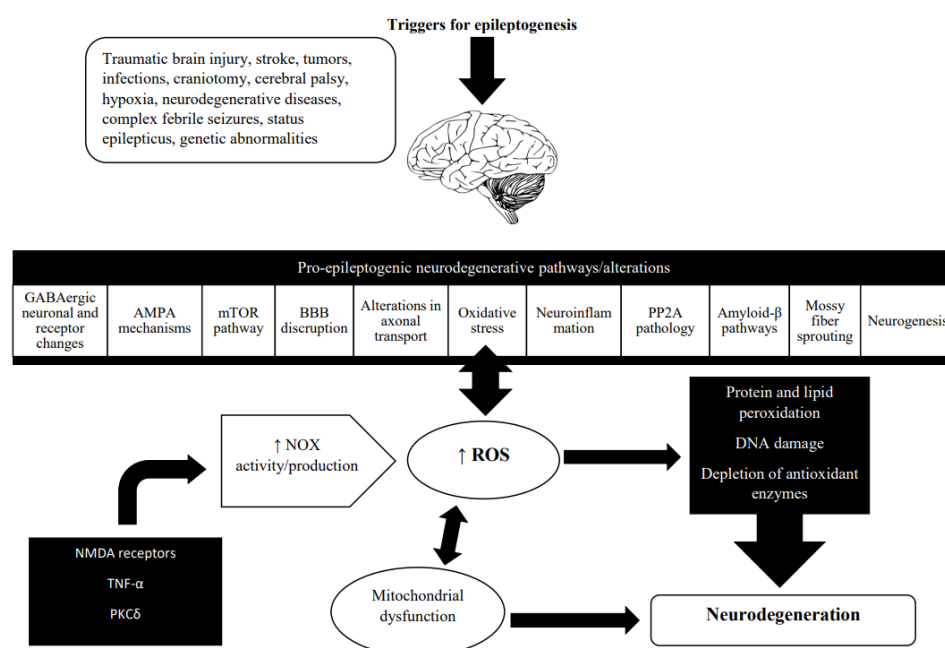 Triggers for epileptogenesis
Traumatic brain injury, stroke, tumors,
infections, craniotomy, cerebral palsy,
hypoxia, neurodegenerative diseases,
complex febrile seizures, status
epilepticus, genetic abnormalities
Pro-epileptogenic neurodegenerative pathways/alterations
GABAergic
neuronal and
receptor
changes
AMPA
mechanisms
mTOR
pathway
BBB
discruption
Alterations in
axonal
transport
Oxidative
stress
Neuroinflam
mation
PP2A
pathology
Amyloid-β
pathways
Mossy
fiber
sprouting
Neurogenesis
↑ NOX
activity/production
↑ ROS
Protein and lipid
peroxidation
DNA damage
Depletion of antioxidant
enzymes
NMDA receptors
TNF-α
PKCδ
Mitochondrial
dysfunction
Neurodegeneration